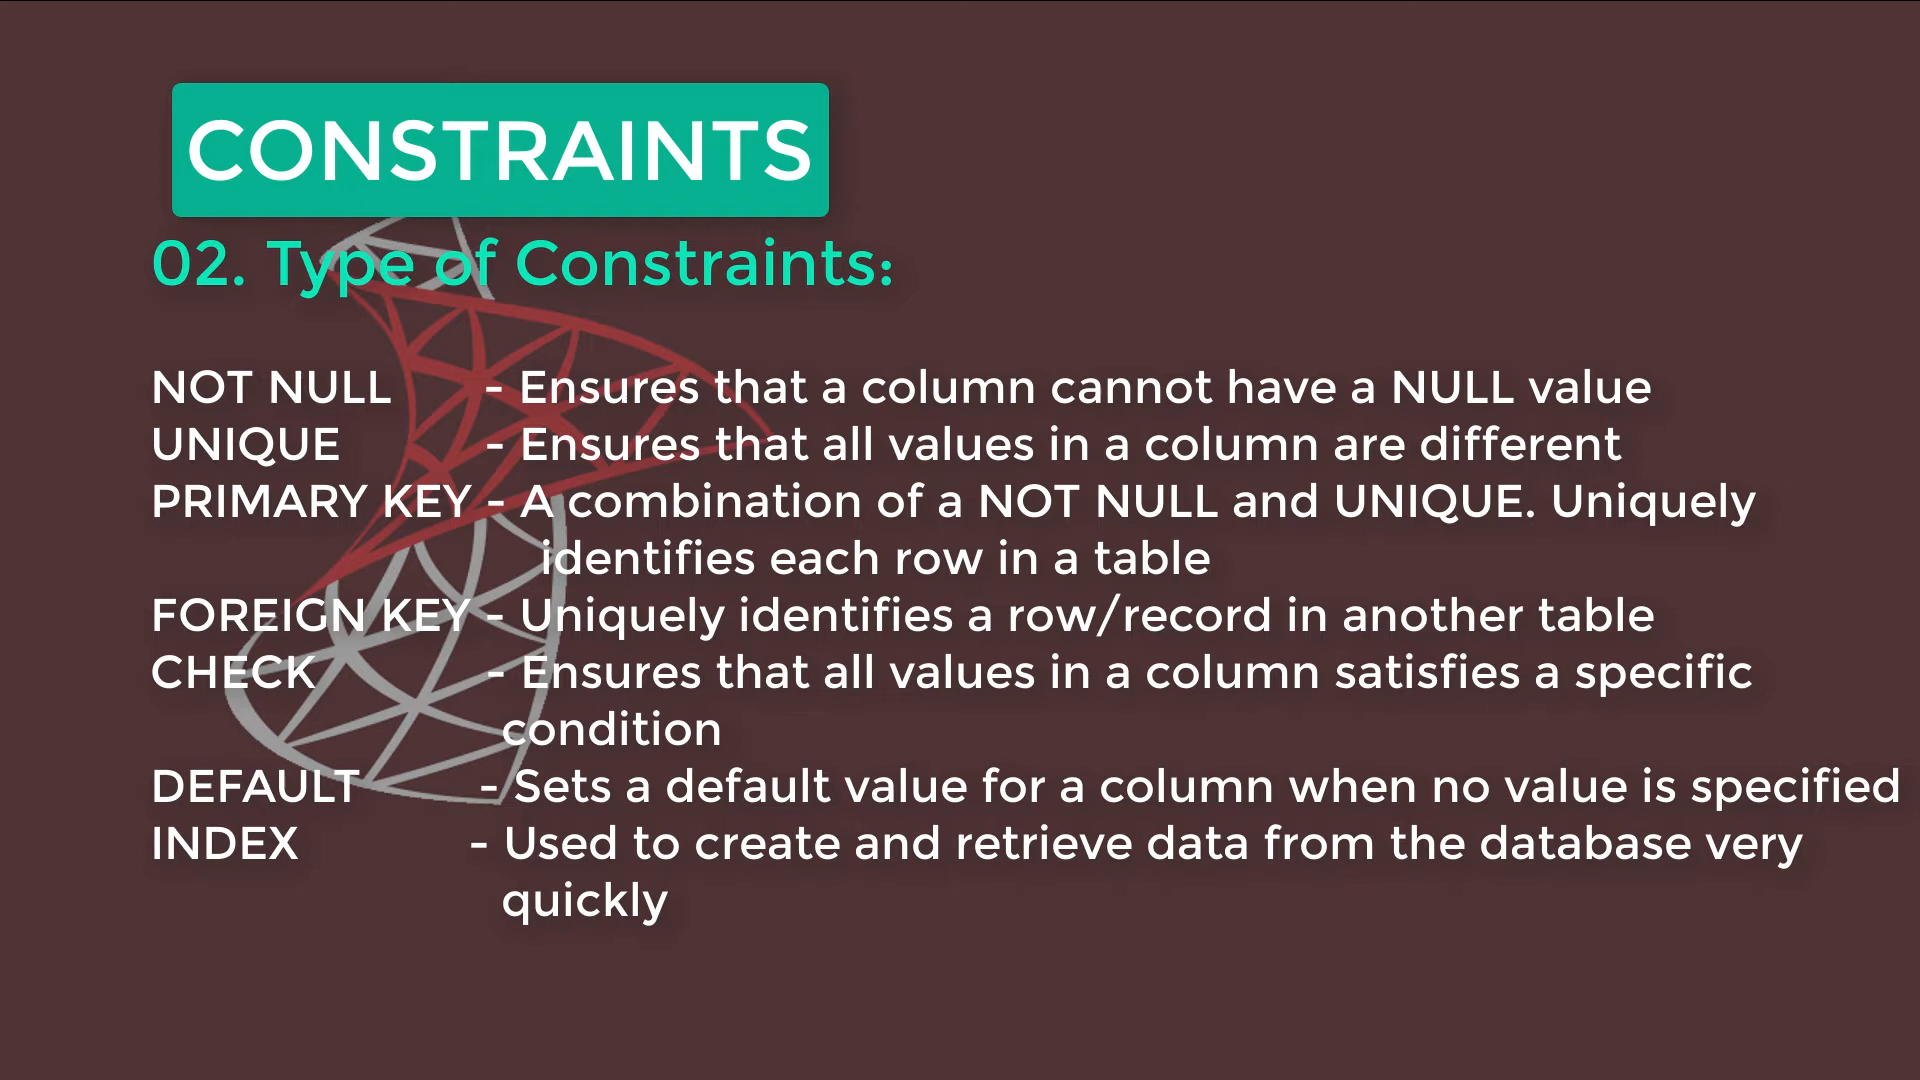 CONSTRAINTS
02. Type of Constraints:
NOT NULL - Ensures that a column cannot have a NULL value
UNIQUE - Ensures that all values in a column are different
PRIMARY KEY - A combination of a NOT NULL and UNIQUE. Uniquely
identifies each row in a table
FOREIGN KEY - Uniquely identifies a row/record in another table
CHECK - Ensures that all values in a column satisfies a specific
condition
DEFAULT - Sets a default value for a column when no value is specified
INDEX - Used to create and retrieve data from the database very
quickly